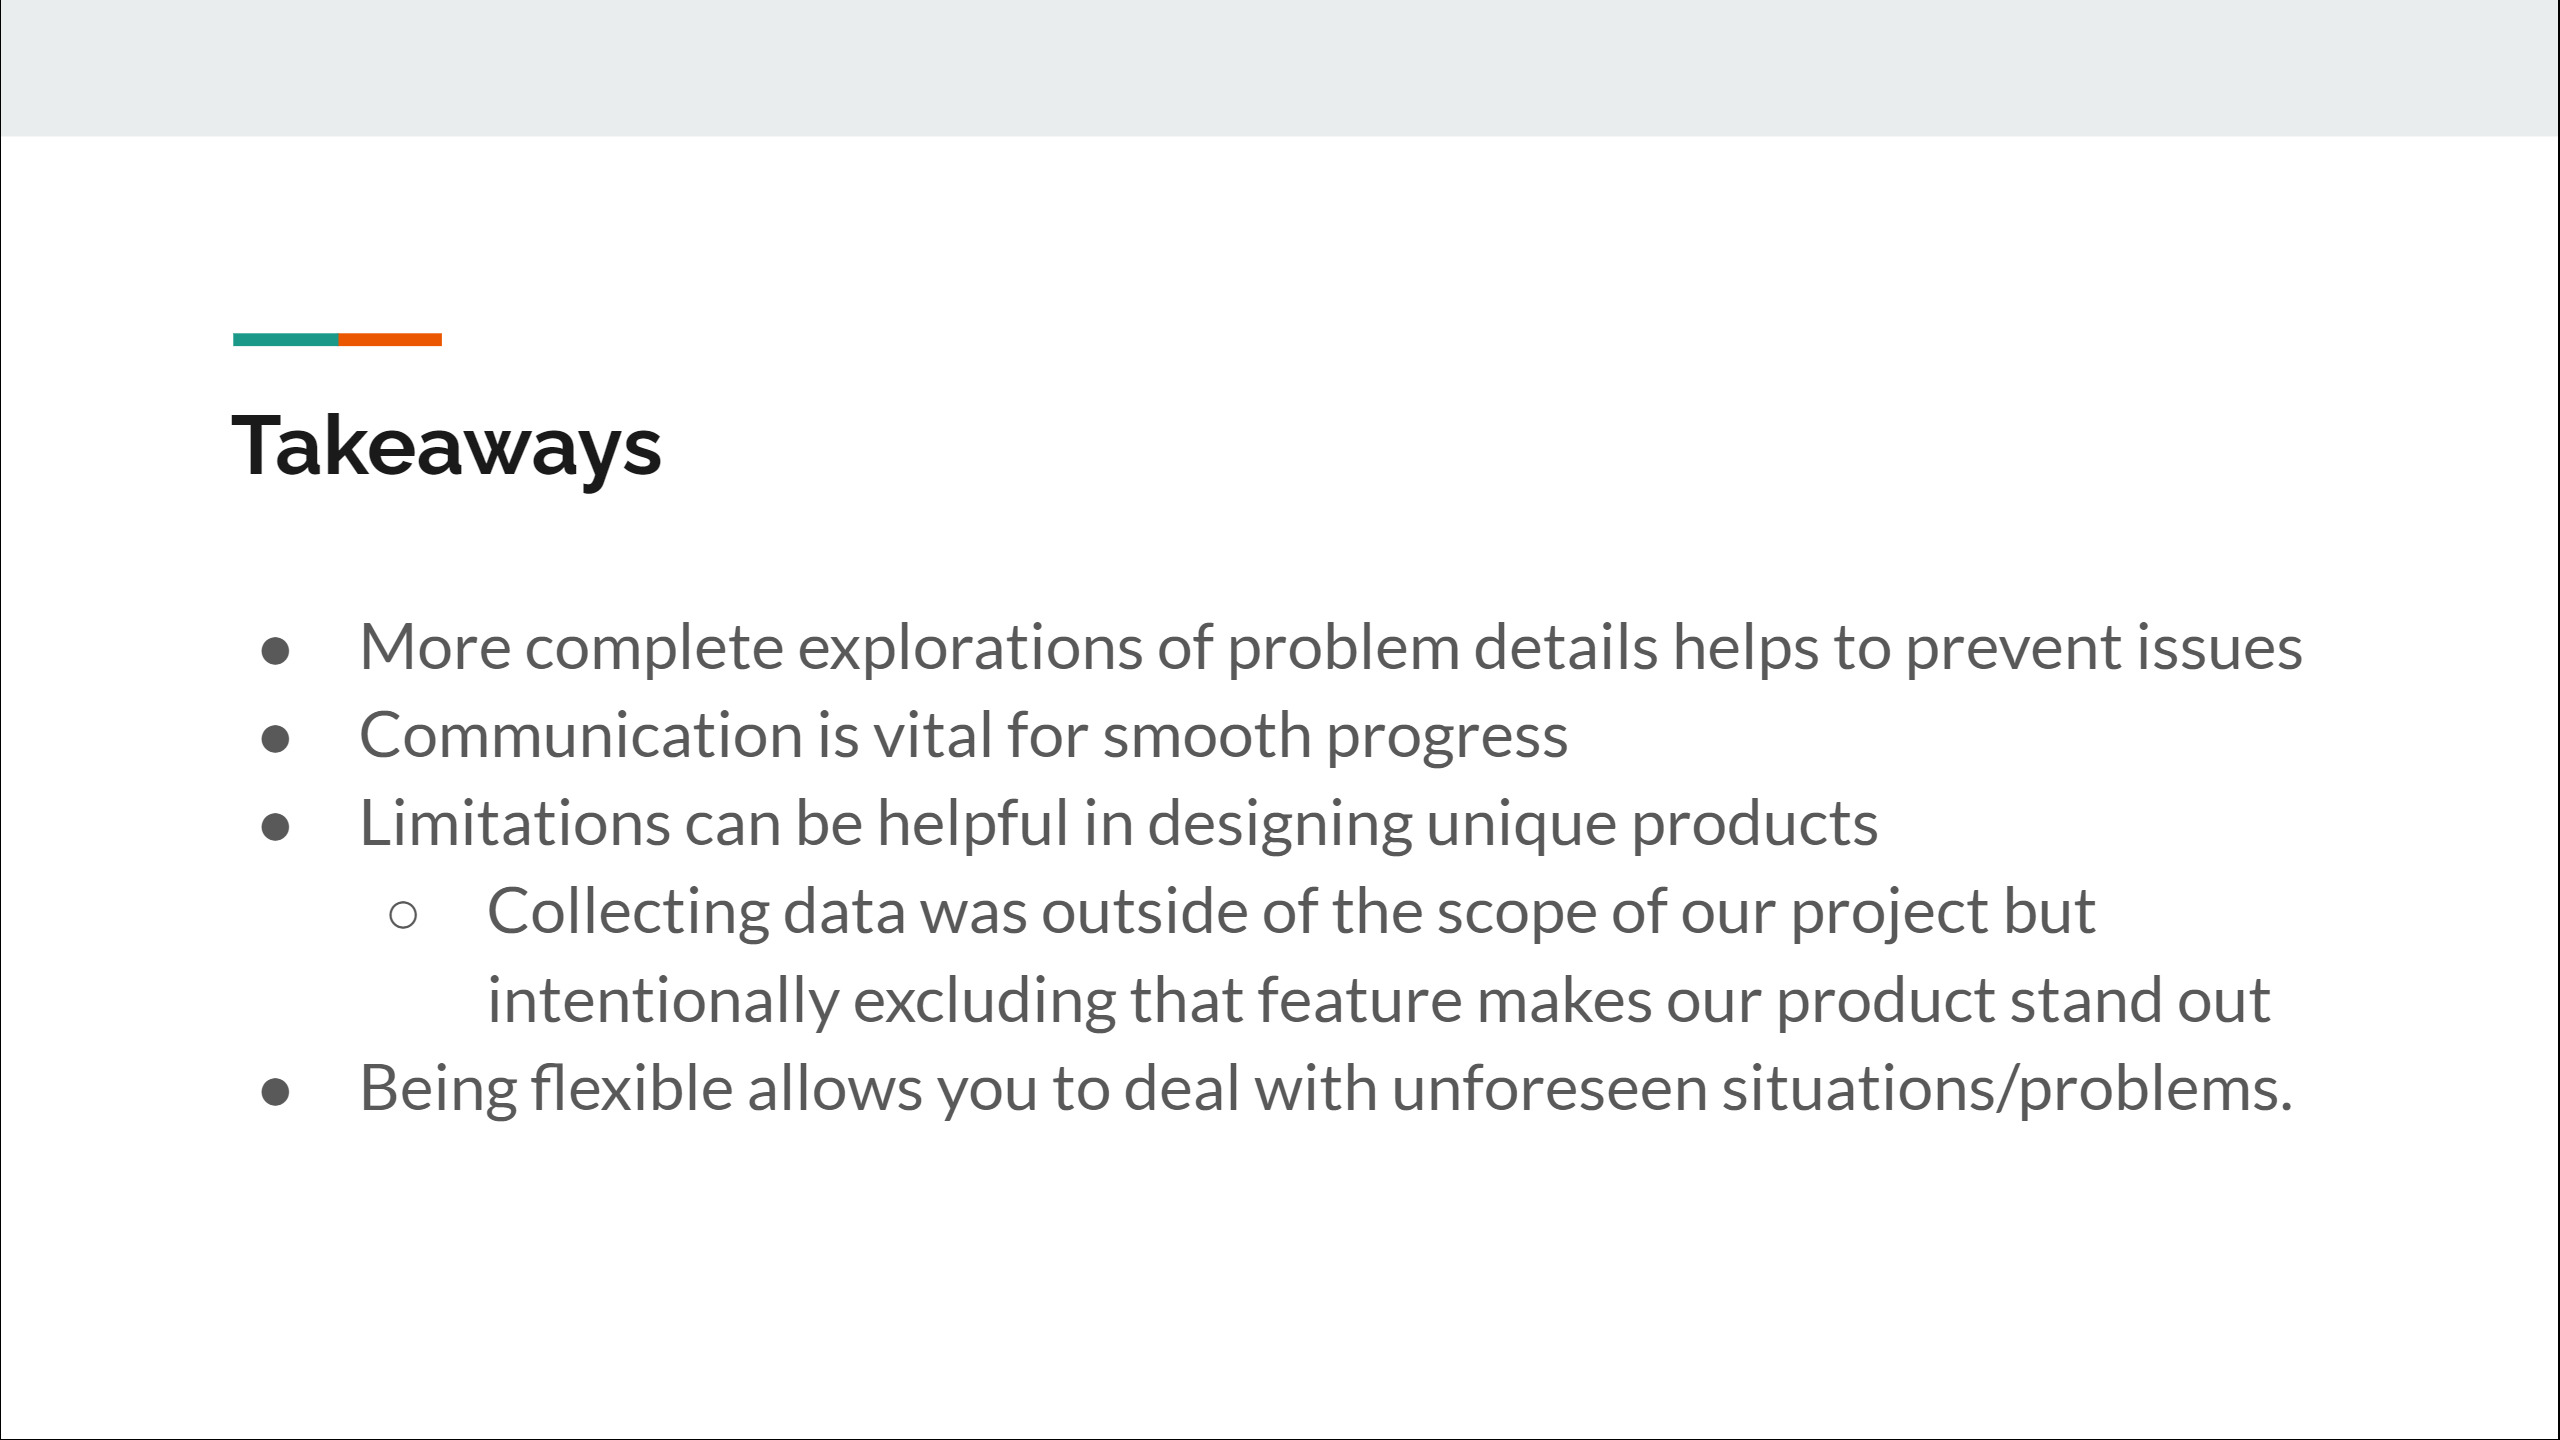 Takeaways
● More complete explorations of problem details helps to prevent issues
● Communication is vital for smooth progress
● Limitations can be helpful in designing unique products
○ Collecting data was outside of the scope of our project but
intentionally excluding that feature makes our product stand out
● Being flexible allows you to deal with unforeseen situations/problems.